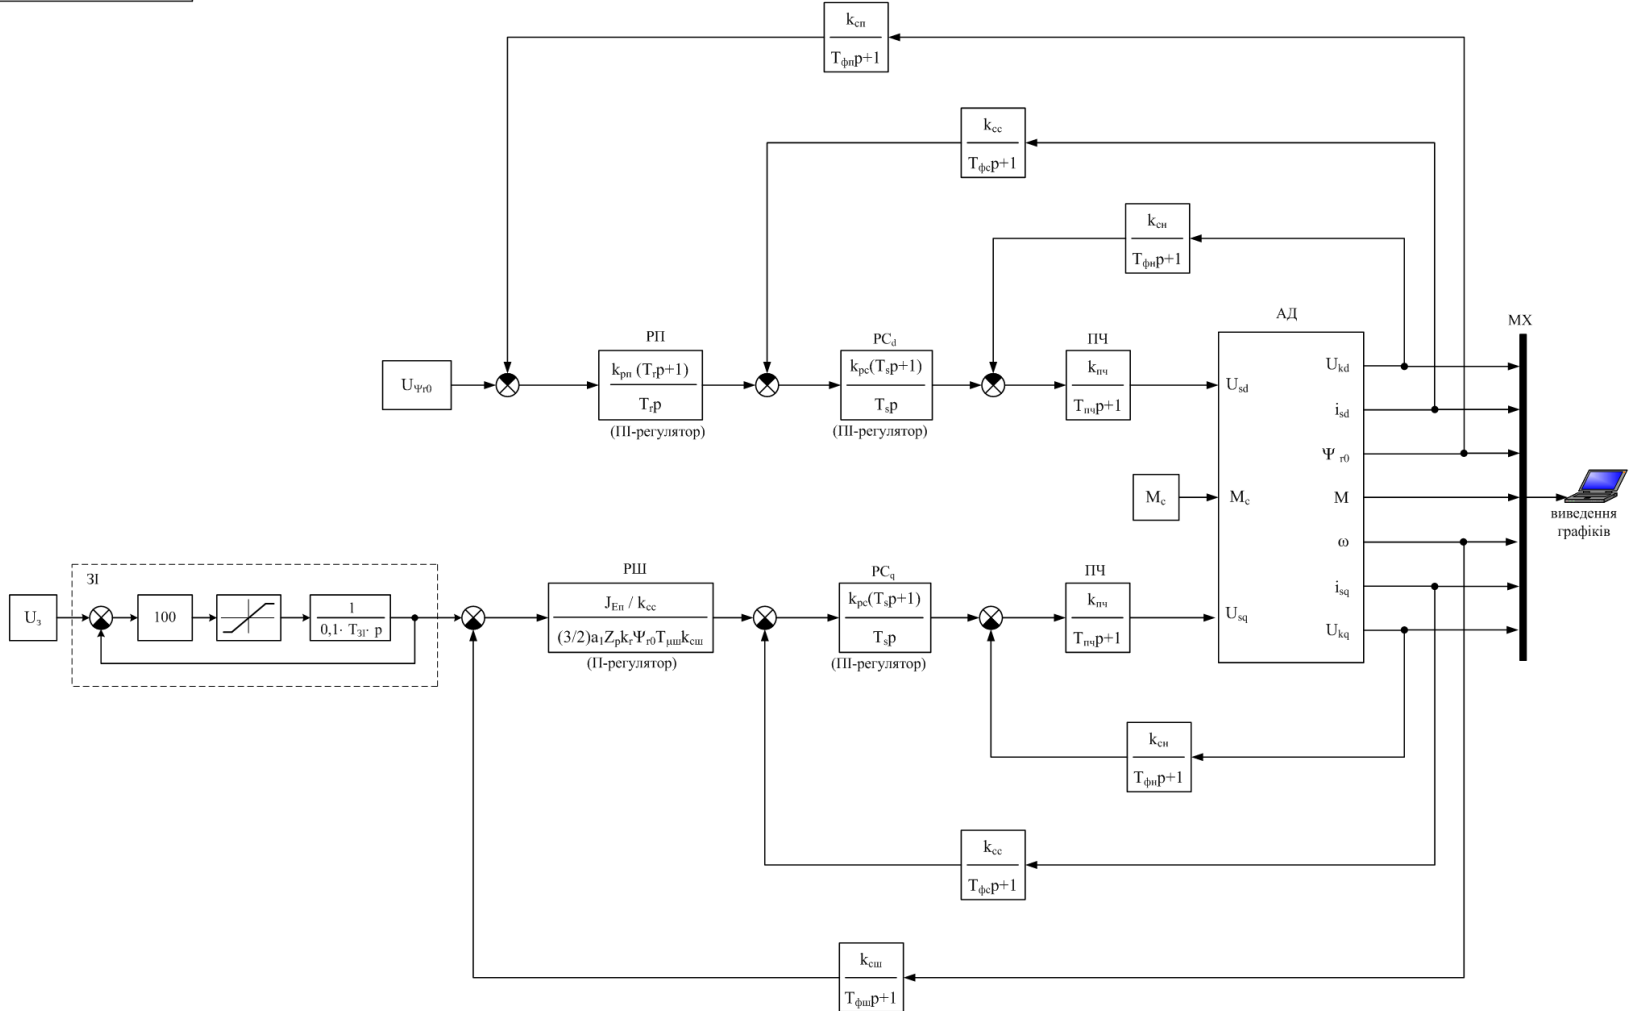 kсп
Tфпp+1
kсс
Tфсp+1
kсн
Tфнp+1
АД
МХ
РП
РСd
ПЧ
UΨr0
kрп (Trp+1)
Trp
(ПІ-регулятор)
kрс(Tsp+1)
Tsp
(ПІ-регулятор)
kпч
Tпчp+1
Usd
Ukd
isd
Ψ r0
Mc
Mc
M
ω
isq
Usq
Ukq
виведення
графіків
ЗІ
Uз
100
1
0,1· TЗІ· p
РШ
JЕп / kсс
(3/2)a1ZpkrΨr0Tμшkсш
(П-регулятор)
РСq
kрс(Tsp+1)
Tsp
(ПІ-регулятор)
ПЧ
kпч
Tпчp+1
kсн
Tфнp+1
kсс
Tфсp+1
kсш
Tфшp+1